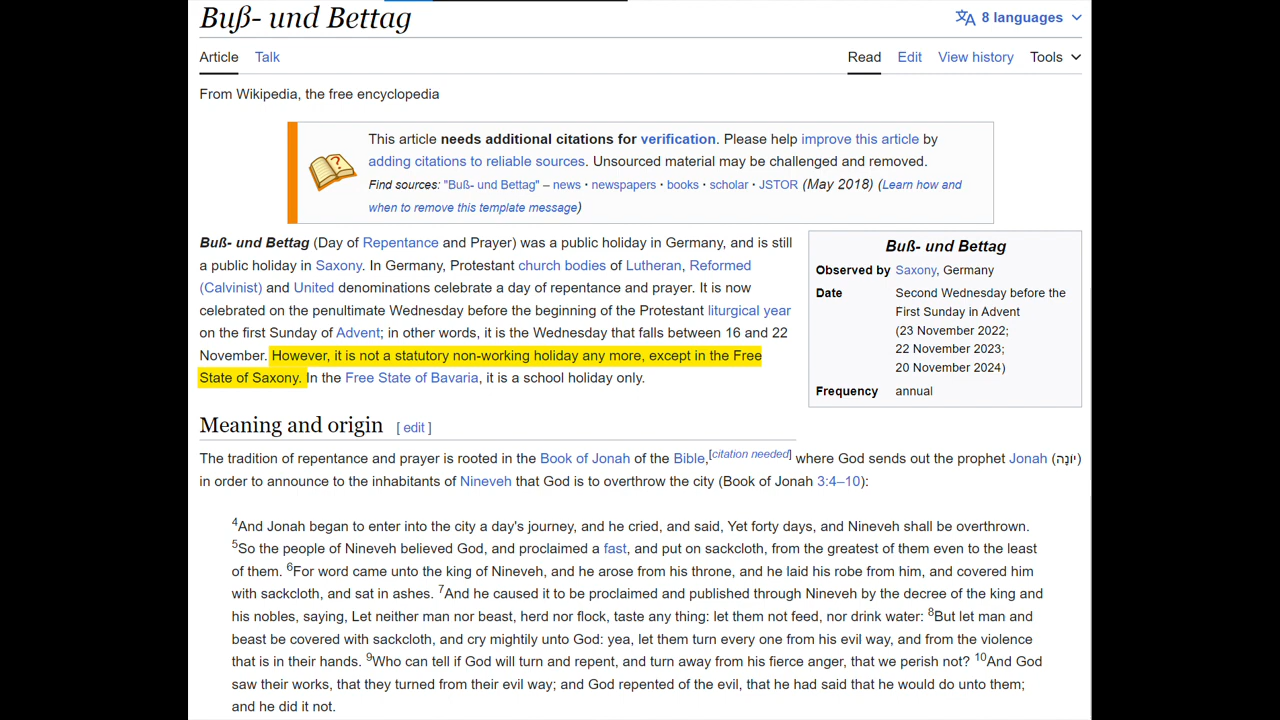 Buß- und Bettag
8 languages
Article Talk
Read Edit View history Tools
From Wikipedia, the free encyclopedia
This article needs additional citations for verification. Please help improve this article by
adding citations to reliable sources. Unsourced material may be challenged and removed.
Find sources: "Buß- und Bettag" – news · newspapers · books · scholar · JSTOR (May 2018) (Learn how and
when to remove this template message)
Buß- und Bettag (Day of Repentance and Prayer) was a public holiday in Germany, and is still
a public holiday in Saxony. In Germany, Protestant church bodies of Lutheran, Reformed
(Calvinist) and United denominations celebrate a day of repentance and prayer. It is now
celebrated on the penultimate Wednesday before the beginning of the Protestant liturgical year
on the first Sunday of Advent; in other words, it is the Wednesday that falls between 16 and 22
November. However, it is not a statutory non-working holiday any more, except in the Free
State of Saxony. In the Free State of Bavaria, it is a school holiday only.
Buß- und Bettag
Observed by Saxony, Germany
Date Second Wednesday before the
First Sunday in Advent
(23 November 2022;
22 November 2023;
20 November 2024)
Frequency annual
Meaning and origin [ edit ]
The tradition of repentance and prayer is rooted in the Book of Jonah of the Bible,[citation needed] where God sends out the prophet Jonah (יוֹנָה)
in order to announce to the inhabitants of Nineveh that God is to overthrow the city (Book of Jonah 3:4–10):
4And Jonah began to enter into the city a day's journey, and he cried, and said, Yet forty days, and Nineveh shall be overthrown.
5So the people of Nineveh believed God, and proclaimed a fast, and put on sackcloth, from the greatest of them even to the least
of them. 6For word came unto the king of Nineveh, and he arose from his throne, and he laid his robe from him, and covered him
with sackcloth, and sat in ashes. 7And he caused it to be proclaimed and published through Nineveh by the decree of the king and
his nobles, saying, Let neither man nor beast, herd nor flock, taste any thing: let them not feed, nor drink water: 8But let man and
beast be covered with sackcloth, and cry mightily unto God: yea, let them turn every one from his evil way, and from the violence
that is in their hands. 9Who can tell if God will turn and repent, and turn away from his fierce anger, that we perish not? 10And God
saw their works, that they turned from their evil way; and God repented of the evil, that he had said that he would do unto them;
and he did it not.